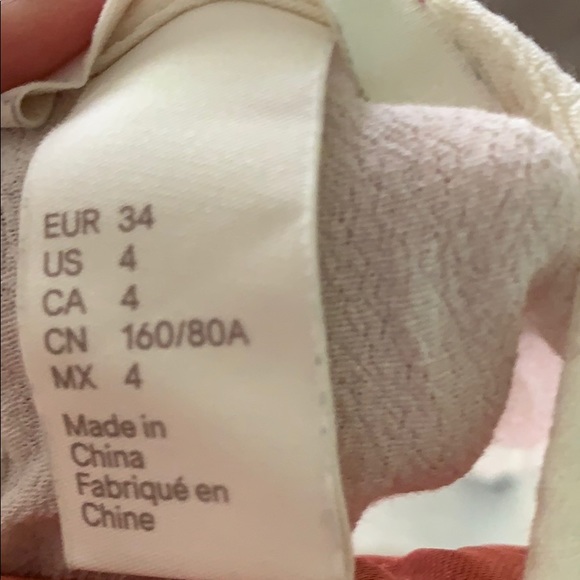 EUR 34
US 4
CA 4
CN 160/80A
MX 4
Made in
China
Fabriqué en
Chine